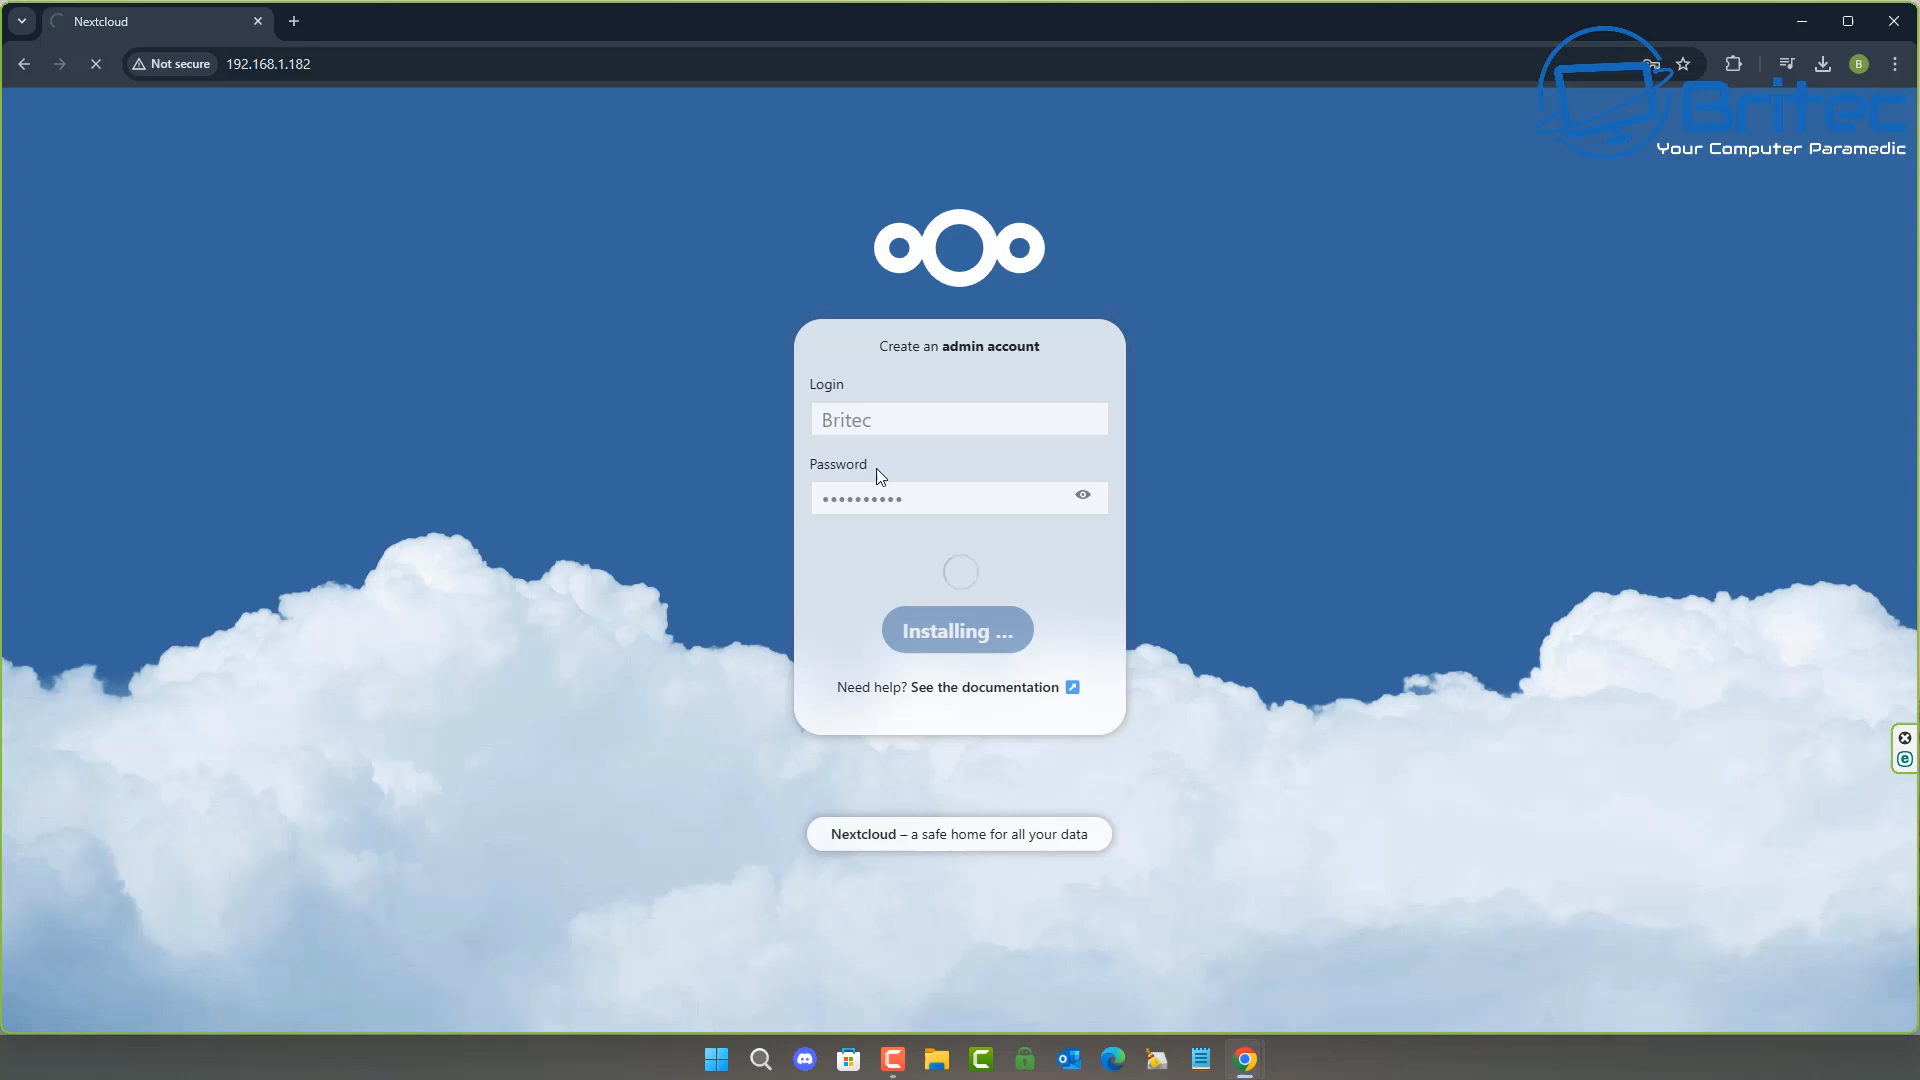 Nextcloud
Not secure
192.168.1.182
B
Britec
Your Computer Paramedic
Create an admin account
Login
Britec
Password
Installing ...
Need help? See the documentation
Nextcloud – a safe home for all your data